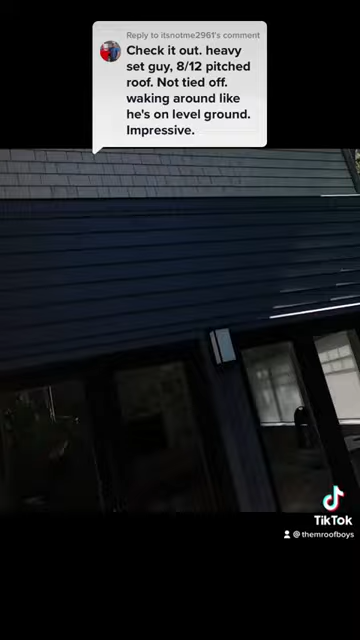 Reply to itsnotme2961's comment
Check it out. heavy
set guy, 8/12 pitched
roof. Not tied off.
waking around like
he's on level ground.
Impressive.
TikTok
@themroofboys